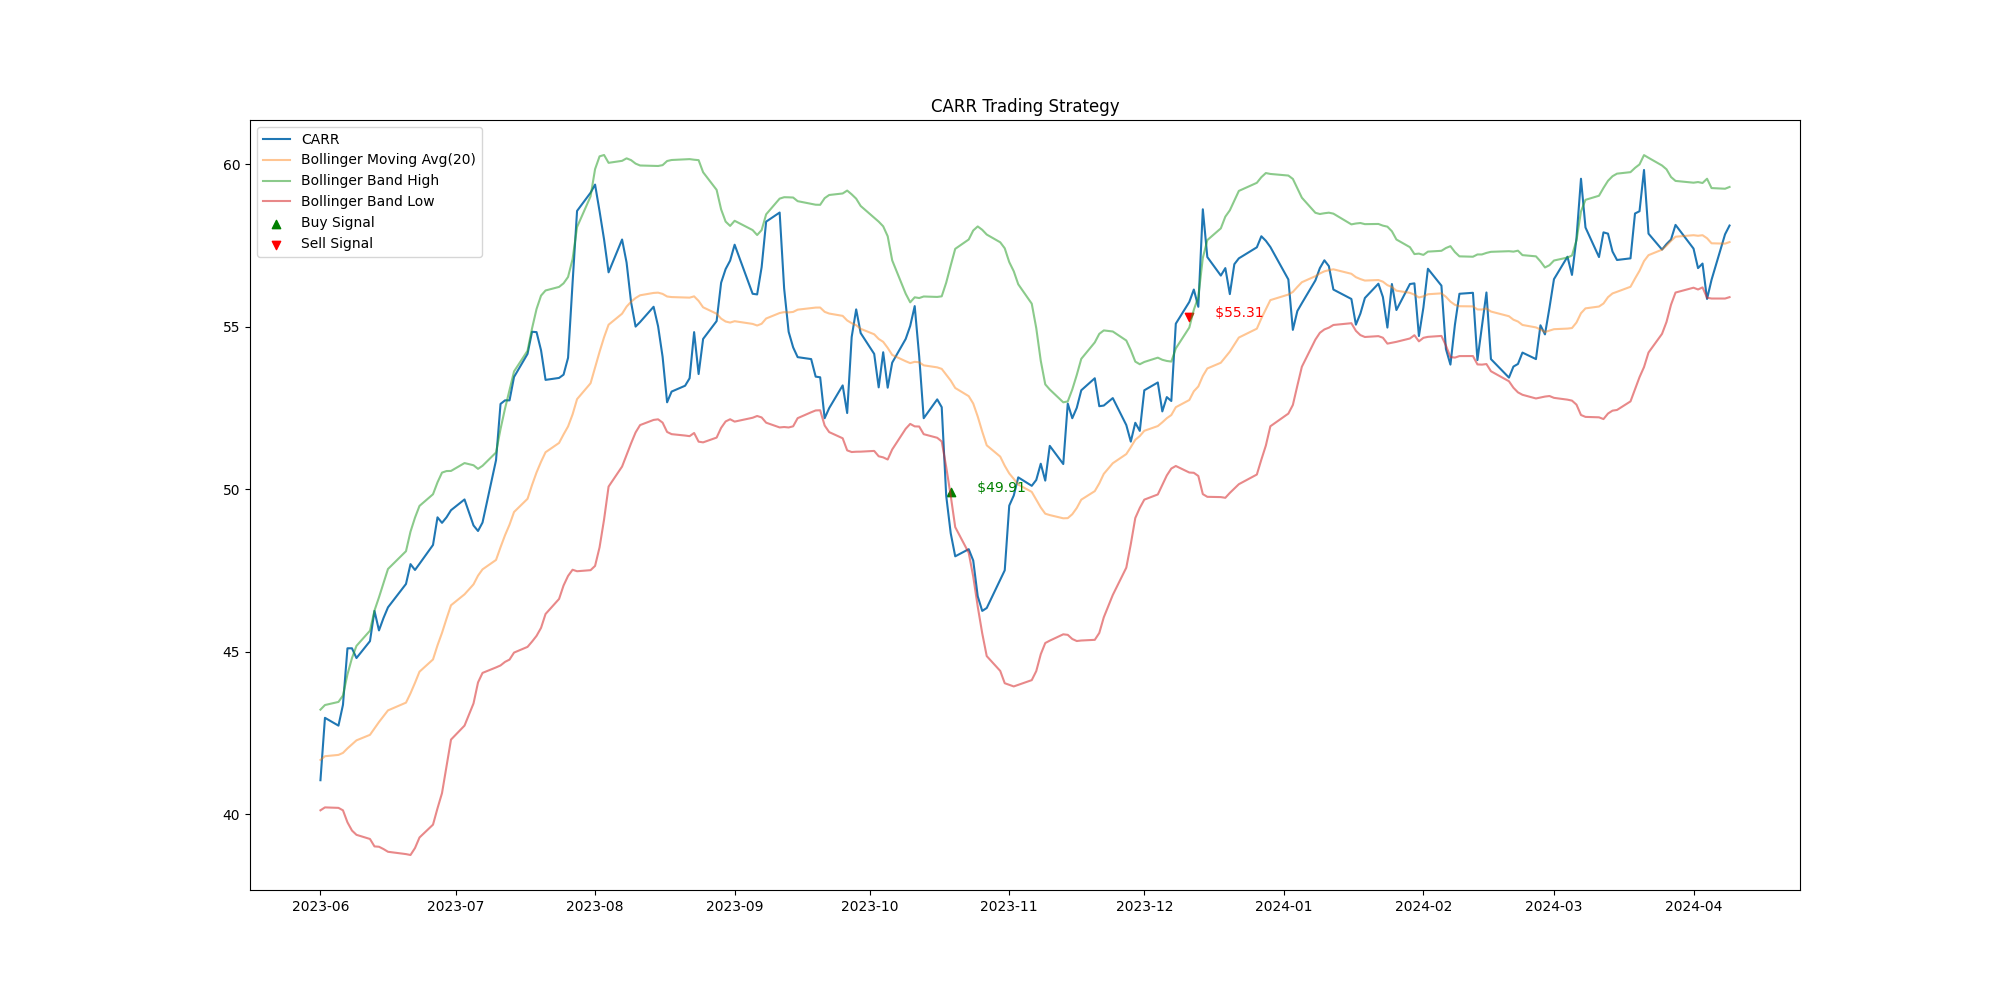 CARR Trading Strategy
CARR
Bollinger Moving Avg(20)
Bollinger Band High
Bollinger Band Low
Buy Signal
Sell Signal
60
55
50
45
40
$55.31
$49.91
2023-06
2023-07
2023-08
2023-09
2023-10
2023-11
2023-12
2024-01
2024-02
2024-03
2024-04